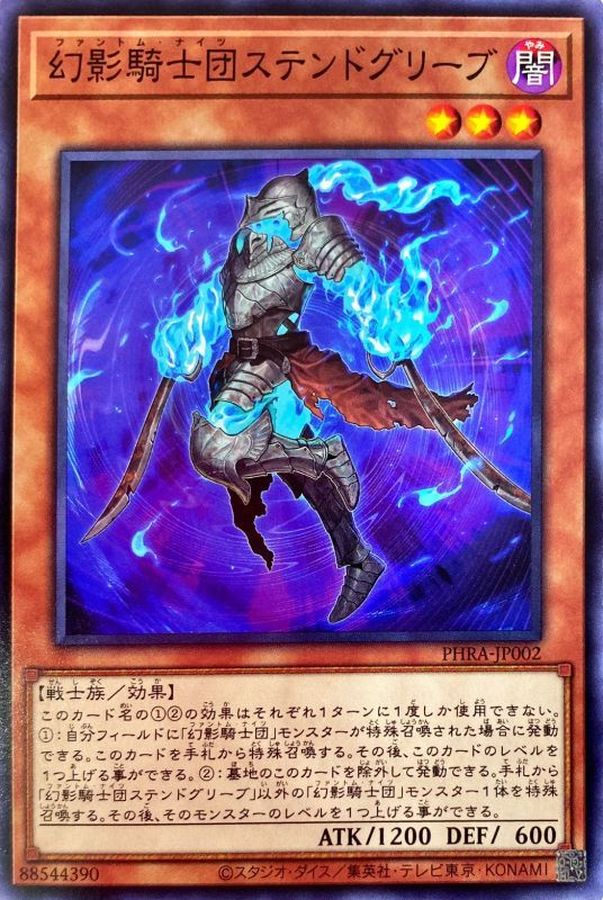 ファントム・ナイツ
幻影騎士団ステンドグリーブ
やみ
闇
PHRA-JP002
【戦士族/効果】
このカード名の①②の効果はそれぞれ1ターンに1度しか使用できない。
①:自分フィールドに「幻影騎士団」モンスターが特殊召喚された場合に発動
できる。このカードを手札から特殊召喚する。その後、このカードのレベルを
1つ上げる事ができる。②:墓地のこのカードを除外して発動できる。手札から
「幻影騎士団ステンドグリーブ」以外の「幻影騎士団」モンスター1体を特殊
召喚する。その後、そのモンスターのレベルを1つ上げる事ができる。
ATK/1200 DEF/ 600
88544390 ©スタジオ・ダイス/集英社・テレビ東京・KONAMI